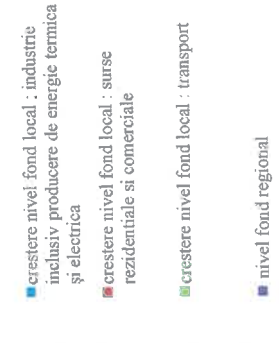 crestere nivel fond local : industrie
inclusiv producere de energie termica
și electrica
crestere nivel fond local : surse
rezidentiale si comerciale
crestere nivel fond local : transport
nivel fond regional